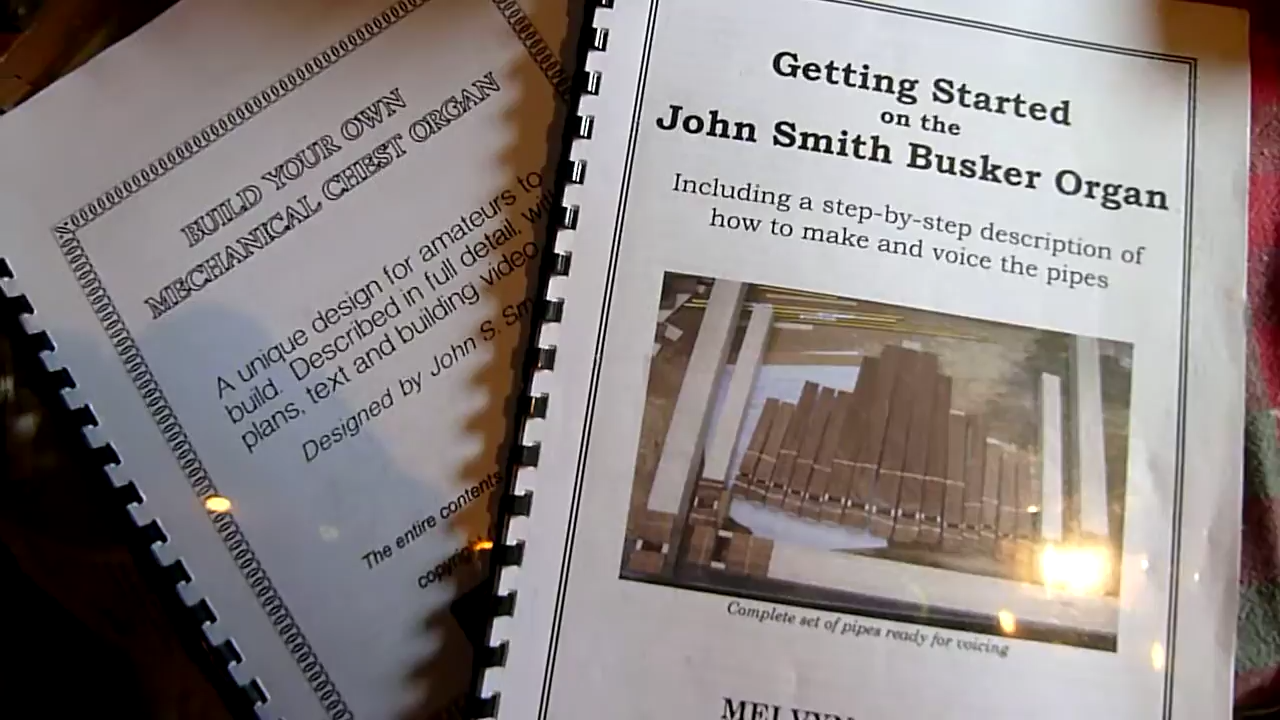 BUILD YOUR OWN
MECHANICAL CHEST ORGAN
A unique design for amateurs to
build. Described in full detail, with
plans, text and building video
Designed by John S. Sm
The entire contents
Getting Started
on the
John Smith Busker Organ
Including a step-by-step description of
how to make and voice the pipes
Complete set of pipes ready for voicing